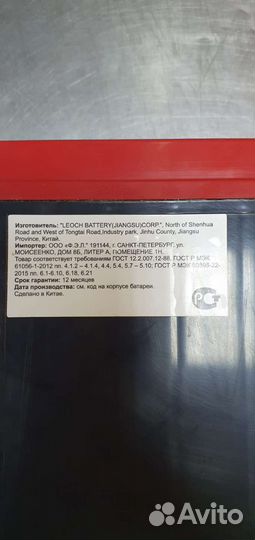 Изготовитель: "LEOCH BATTERY(JIANGSU)CORP.", North of Shenhua
Road and West of Tongtai Road,industry park, Jinhu County, Jiangsu
Province, Китай.
Импортер: ООО «Ф.Э.Л.» 191144, г. САНКТ-ПЕТЕРБУРГ, ул.
МОИСЕЕНКО, ДОМ 8Б, ЛИТЕР А, ПОМЕЩЕНИЕ 1Н.
Товар соответствует требованиям ГОСТ 12.2.007.12-88, ГОСТ Р МЭК
61056-1-2012 пп. 4.1.2 – 4.1.4, 4.4, 5.4, 5.7 – 5.10; ГОСТ Р МЭК
2015 пп. 6.1-6.10, 6.18, 6.21
Срок гарантии: 12 месяцев
Дата производства: см. код на корпусе батареи.
Сделано в Китае.
РСТ
Avito